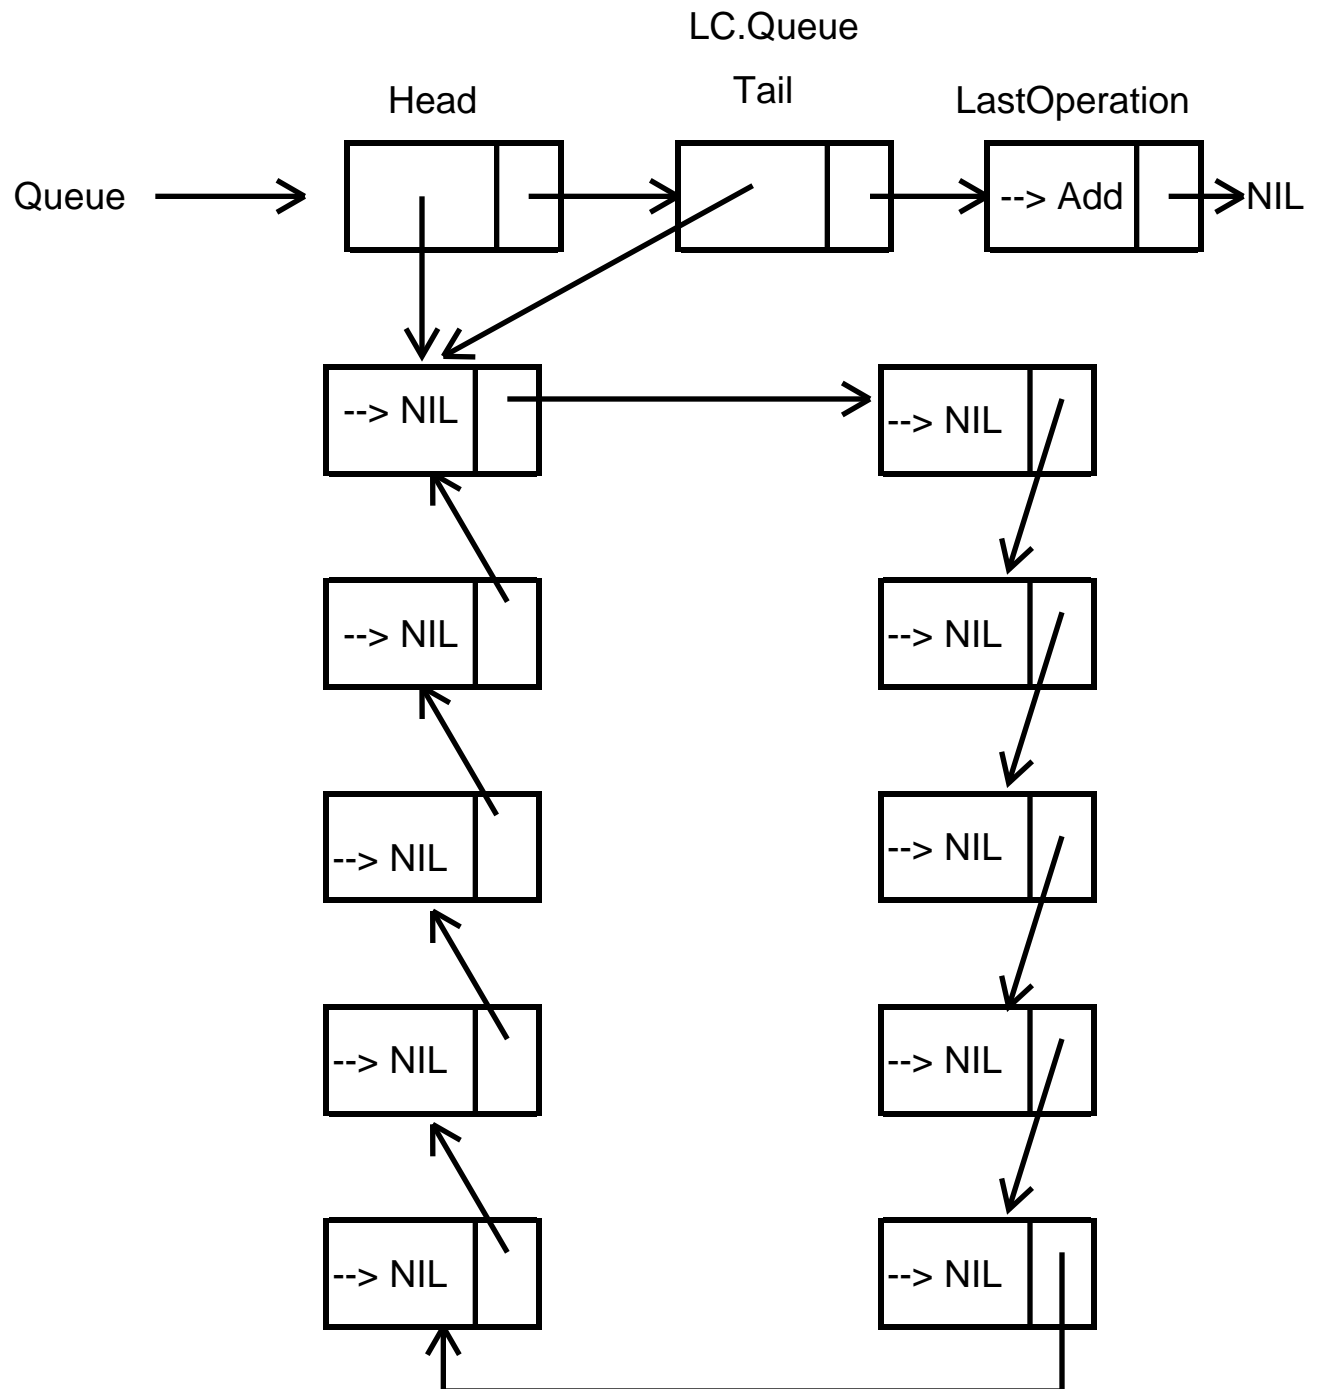 LC.Queue
Head
Tail
LastOperation
Queue
--> Add
NIL
--> NIL
--> NIL
--> NIL
--> NIL
--> NIL
--> NIL
--> NIL
--> NIL
--> NIL
--> NIL